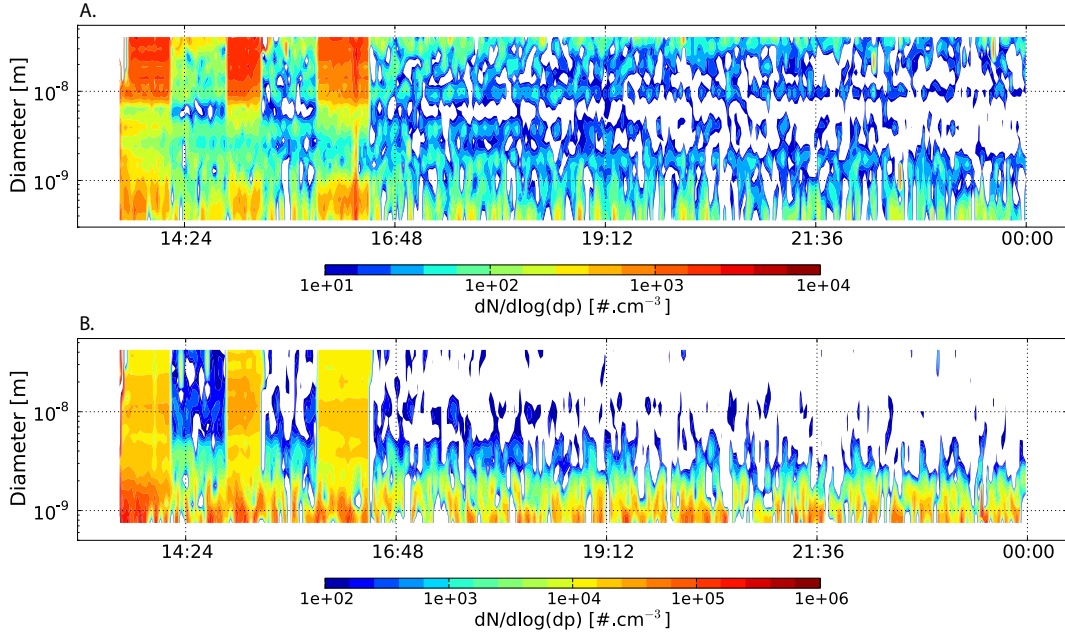 A.
Diameter [m]
10⁻⁸
10⁻⁹
14:24 16:48 19:12 21:36 00:00
1e+01 1e+02 1e+03 1e+04
dN/dlog(dp) [#.cm⁻³]
B.
Diameter [m]
10⁻⁸
10⁻⁹
14:24 16:48 19:12 21:36 00:00
1e+02 1e+03 1e+04 1e+05 1e+06
dN/dlog(dp) [#.cm⁻³]